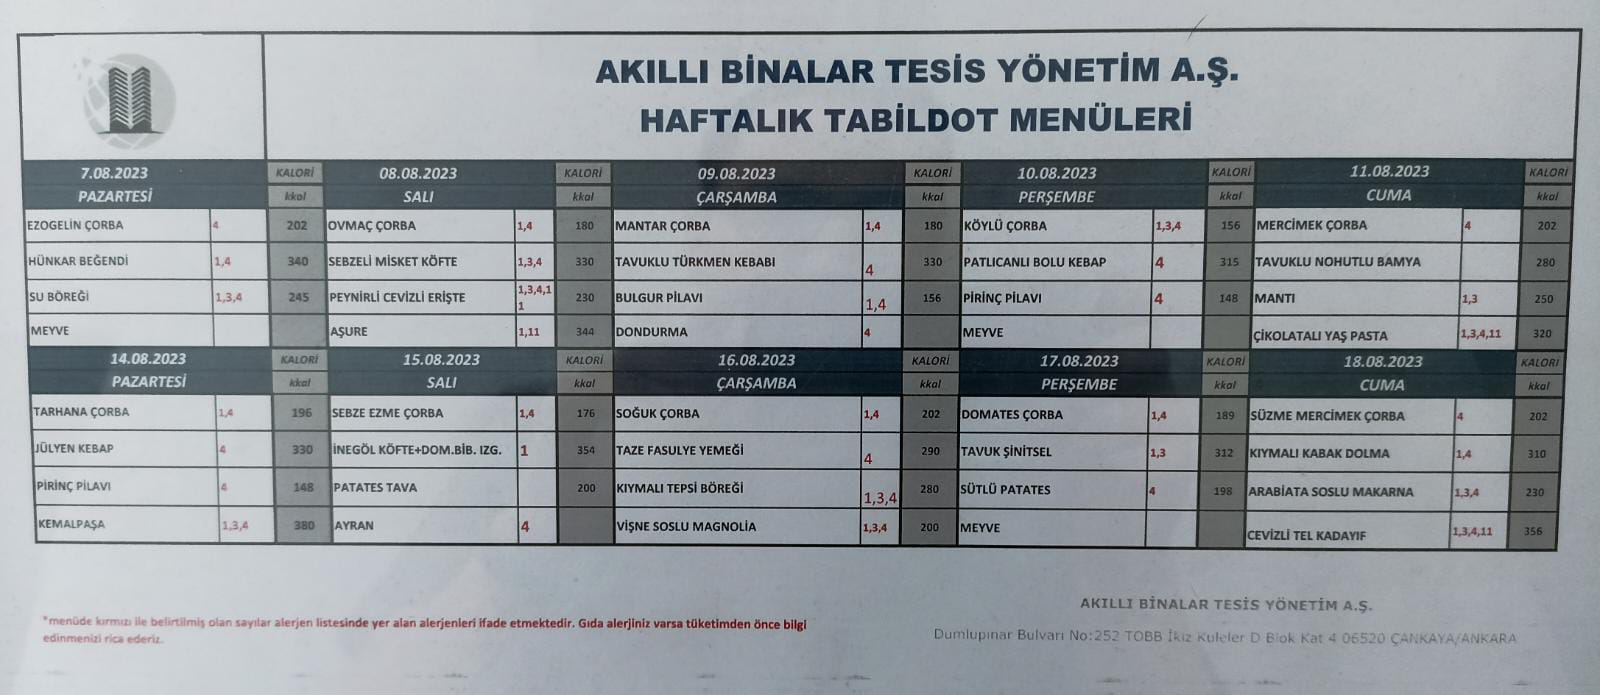 AKILLI BİNALAR TESİS YÖNETİM A.Ş.
HAFTALIK TABİLDOT MENÜLERİ
7.08.2023 KALORİ 08.08.2023 KALORİ 09.08.2023 KALORİ 10.08.2023 KALORİ 11.08.2023 KALORİ
PAZARTESİ kkal SALI kkal ÇARŞAMBA kkal PERŞEMBE kkal CUMA kkal
EZOGELİN ÇORBA 4 202 OVMAÇ ÇORBA 1,4 180 MANTAR ÇORBA 1,4 180 KÖYLÜ ÇORBA 1,3,4 156 MERCİMEK ÇORBA 4 202
HÜNKAR BEĞENDİ 1,4 340 SEBZELİ MİSKET KÖFTE 1,3,4 330 TAVUKLU TÜRKMEN KEBABI 4 330 PATLICANLI BOLU KEBAP 4 315 TAVUKLU NOHUTLU BAMYA 280
SU BÖREĞİ 1,3,4 245 PEYNİRLİ CEVİZLİ ERİŞTE 1,3,4,1 1 230 BULGUR PİLAVI 1,4 156 PİRİNÇ PİLAVI 4 148 MANTI 1,3 250
MEYVE AŞURE 1,11 344 DONDURMA 4 MEYVE ÇİKOLATALI YAŞ PASTA 1,3,4,11 320
14.08.2023 KALORİ 15.08.2023 KALORİ 16.08.2023 KALORİ 17.08.2023 KALORİ 18.08.2023 KALORİ
PAZARTESİ kkal SALI kkal ÇARŞAMBA kkal PERŞEMBE kkal CUMA kkal
TARHANA ÇORBA 1,4 196 SEBZE EZME ÇORBA 1,4 176 SOĞUK ÇORBA 1,4 202 DOMATES ÇORBA 1,4 189 SÜZME MERCİMEK ÇORBA 4 202
JÜLYEN KEBAP 4 330 İNEGÖL KÖFTE+DOM.BİB. IZG. 1 354 TAZE FASULYE YEMEĞİ 4 290 TAVUK ŞİNİTSEL 1,3 312 KIYMALI KABAK DOLMA 1,4 310
PİRİNÇ PİLAVI 4 148 PATATES TAVA 200 KIYMALI TEPSİ BÖREĞİ 1,3,4 280 SÜTLÜ PATATES 4 198 ARABİATA SOSLU MAKARNA 1,3,4 230
KEMALPAŞA 1,3,4 380 AYRAN 4 VİŞNE SOSLU MAGNOLİA 1,3,4 200 MEYVE CEVİZLİ TEL KADAYIF 1,3,4,11 356
*menüde kırmızı ile belirtilmiş olan sayılar alerjen listesinde yer alan alerjenleri ifade etmektedir. Gıda alerjiniz varsa tüketimden önce bilgi
edinmenizi rica ederiz.
AKILLI BİNALAR TESİS YÖNETİM A.Ş.
Dumlupınar Bulvarı No:252 TOBB İkiz Kuleler D Blok Kat 4 06520 ÇANKAYA/ANKARA